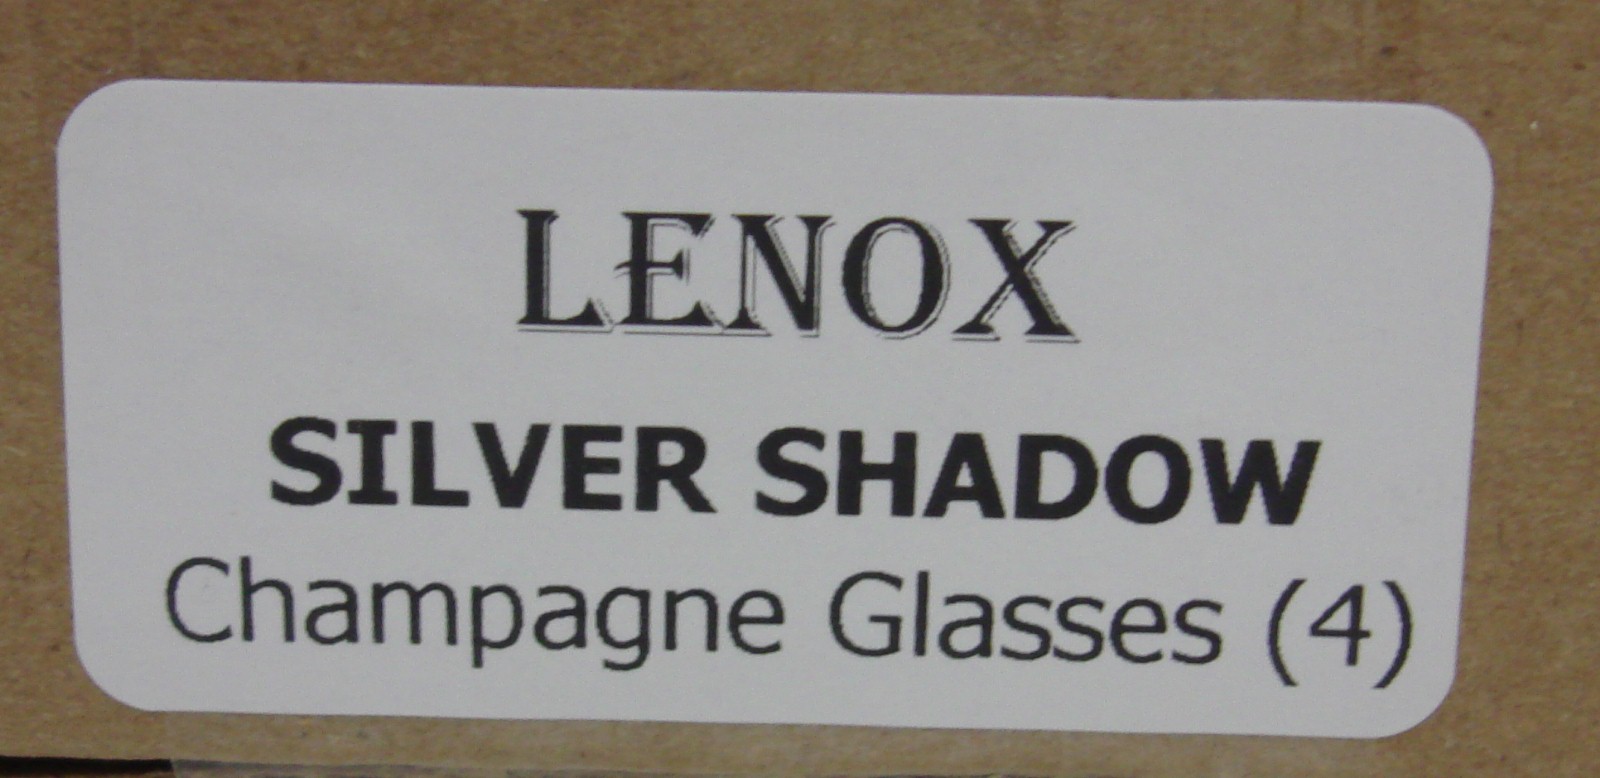 LENOX
SILVER SHADOW
Champagne Glasses (4)